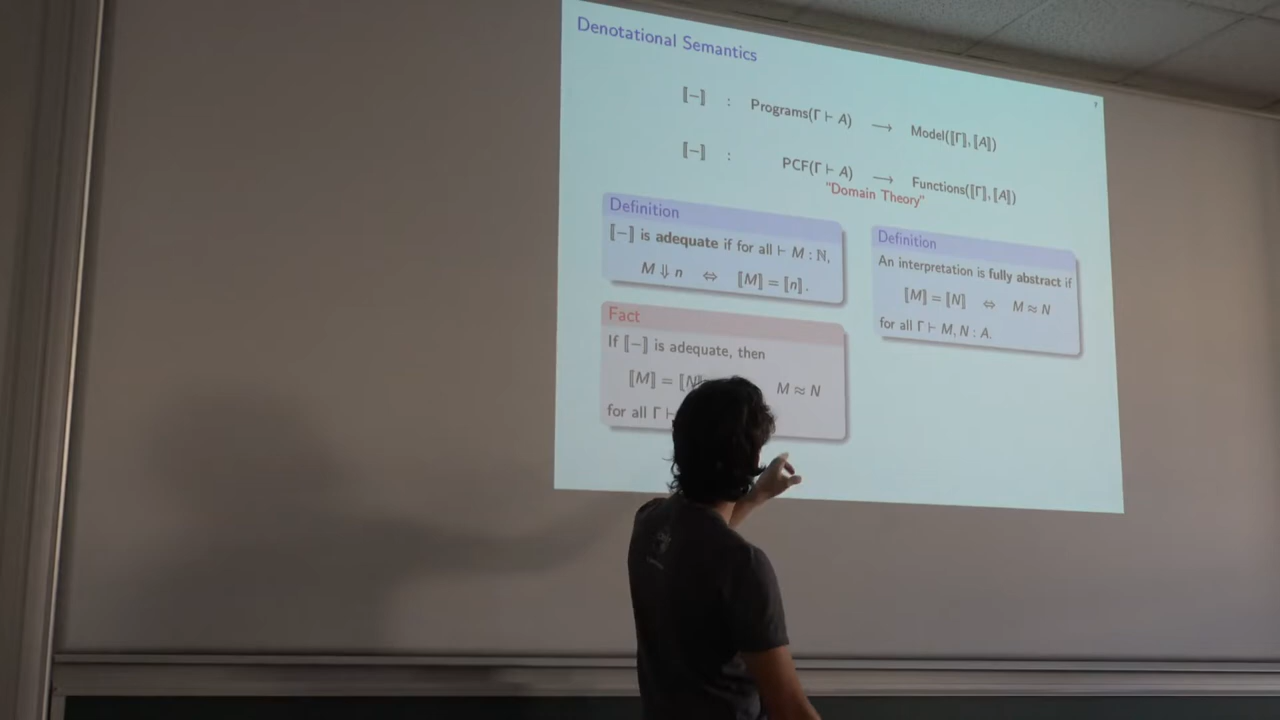 Denotational Semantics
7
⟦−⟧ : Programs(Γ ⊢ A) ⟶ Model(⟦Γ⟧, ⟦A⟧)
⟦−⟧ : PCF(Γ ⊢ A) ⟶ Functions(⟦Γ⟧, ⟦A⟧)
"Domain Theory"
Definition
⟦−⟧ is adequate if for all ⊢ M : ℕ,
M ⇓ n ⇔ ⟦M⟧ = ⟦n⟧.
Fact
If ⟦−⟧ is adequate, then
⟦M⟧ = ⟦N⟧ M ≈ N
for all Γ ⊢
Definition
An interpretation is fully abstract if
⟦M⟧ = ⟦N⟧ ⇔ M ≈ N
for all Γ ⊢ M, N : A.